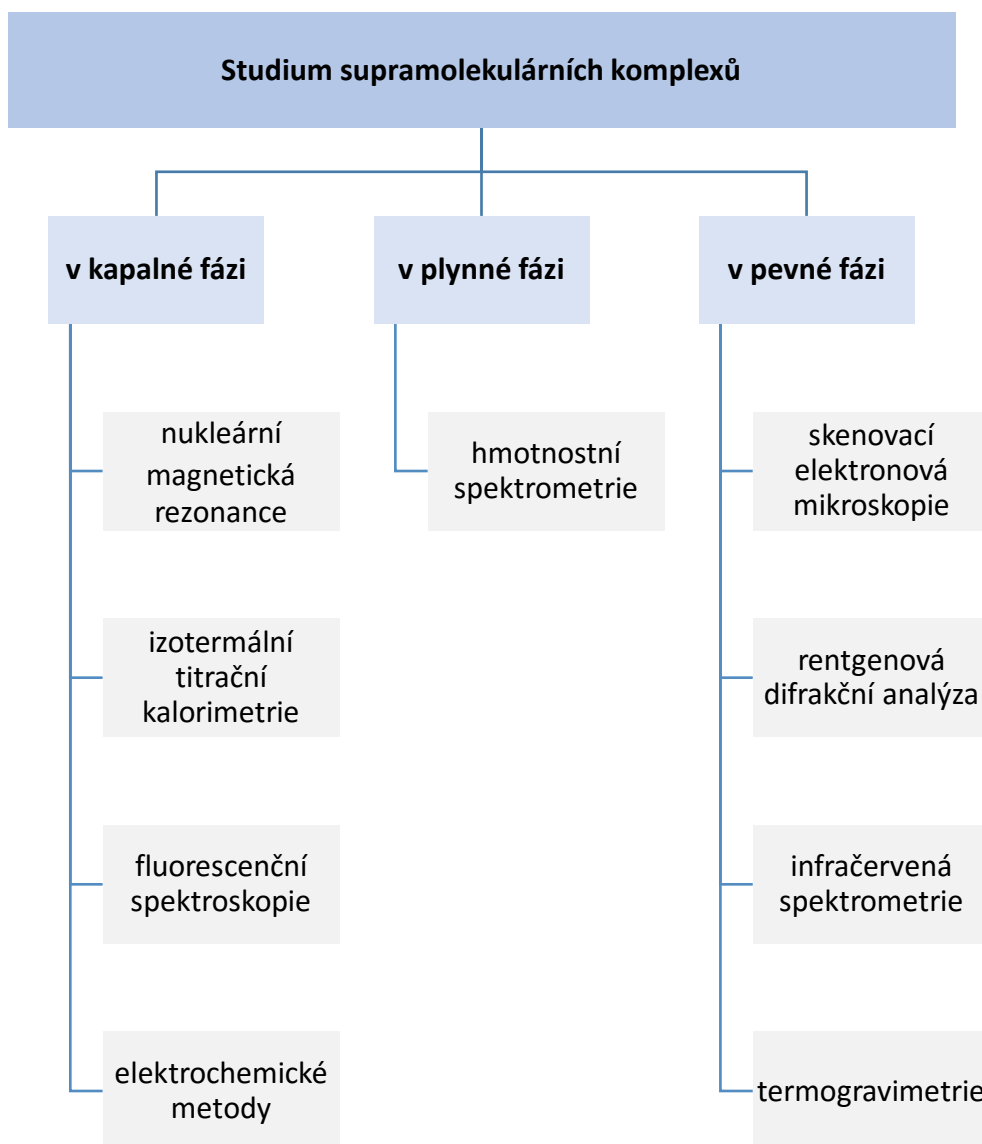 Studium supramolekulárních komplexů
v kapalné fázi
v plynné fázi
v pevné fázi
nukleární
magnetická
rezonance
hmotnostní
spektrometrie
skenovací
elektronová
mikroskopie
izotermální
titrační
kalorimetrie
rentgenová
difrakční analýza
fluorescenční
spektroskopie
infračervená
spektrometrie
elektrochemické
metody
termogravimetrie